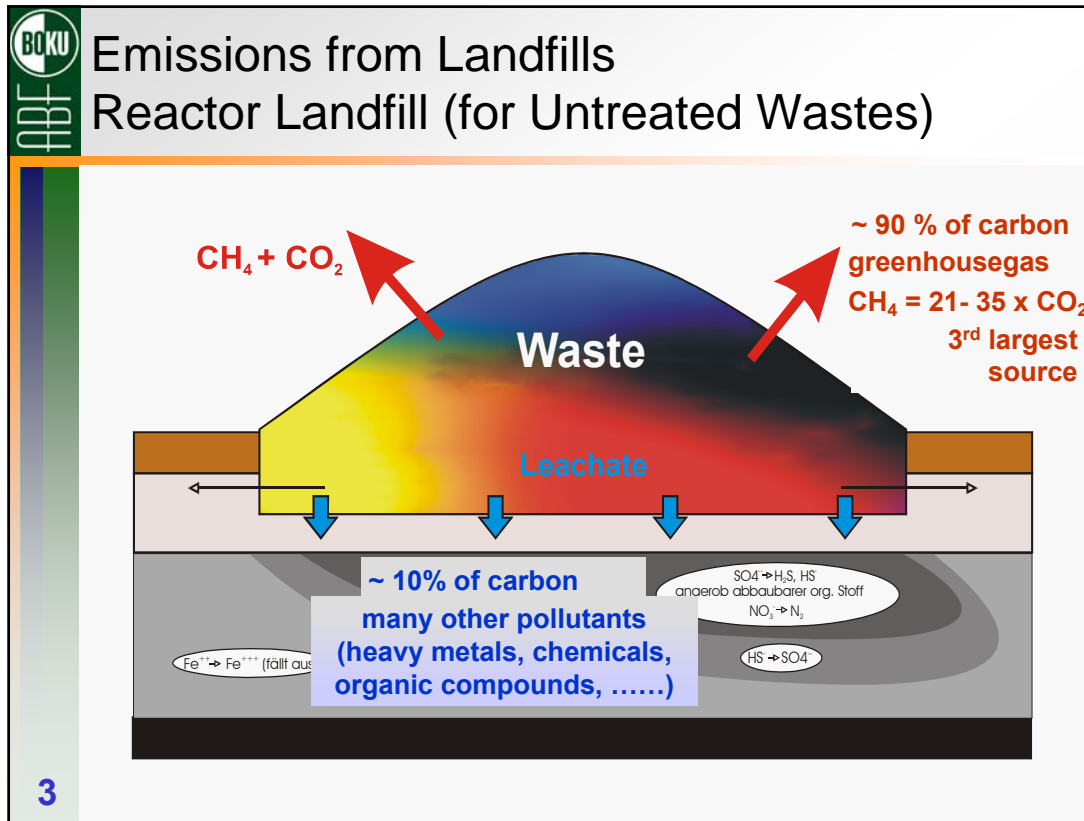 BOKU
ABF
Emissions from Landfills
Reactor Landfill (for Untreated Wastes)
CH₄ + CO₂
~ 90 % of carbon
greenhousegas
CH₄ = 21- 35 x CO₂
3rd largest
source
Waste
Leachate
~ 10% of carbon
many other pollutants
(heavy metals, chemicals,
organic compounds, ……)
SO4⁻➔H₂S, HS⁻
anaerob abbaubarer org. Stoff
NO₃⁻➔N₂
Fe⁺⁺➔ Fe⁺⁺⁺ (fällt aus
HS⁻➔SO4⁻
3